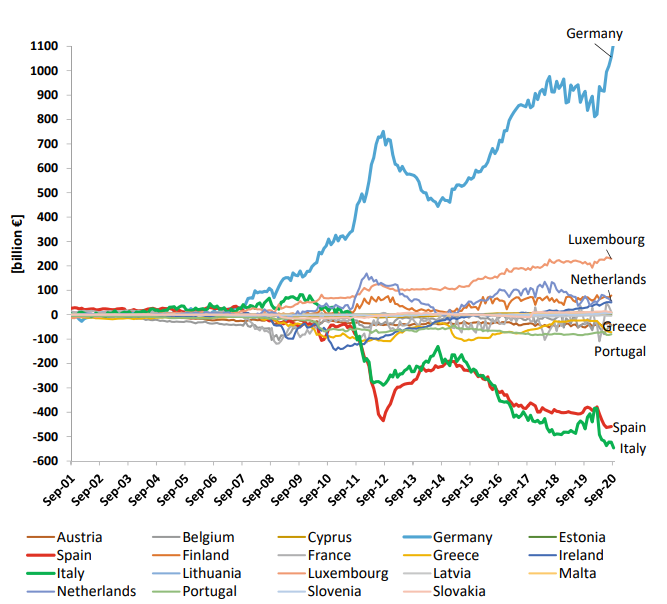 Germany
1100
1000
900
800
700
600
500
400
300
200
100
0
-100
-200
-300
-400
-500
-600
[billion €]
Luxembourg
Netherlands
Greece
Portugal
Spain
Italy
Sep-01 Sep-02 Sep-03 Sep-04 Sep-05 Sep-06 Sep-07 Sep-08 Sep-09 Sep-10 Sep-11 Sep-12 Sep-13 Sep-14 Sep-15 Sep-16 Sep-17 Sep-18 Sep-19 Sep-20
Austria Belgium Cyprus Germany Estonia
Spain Finland France Greece Ireland
Italy Lithuania Luxembourg Latvia Malta
Netherlands Portugal Slovenia Slovakia